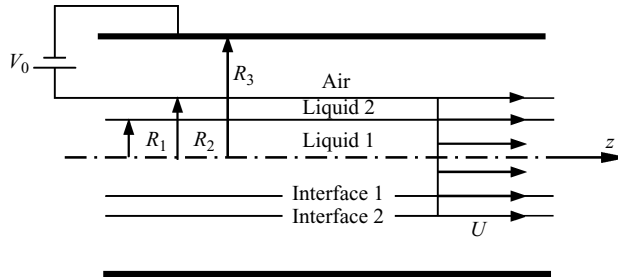 V₀
R₃
Air
Liquid 2
R₁
R₂
Liquid 1
z
Interface 1
Interface 2
U